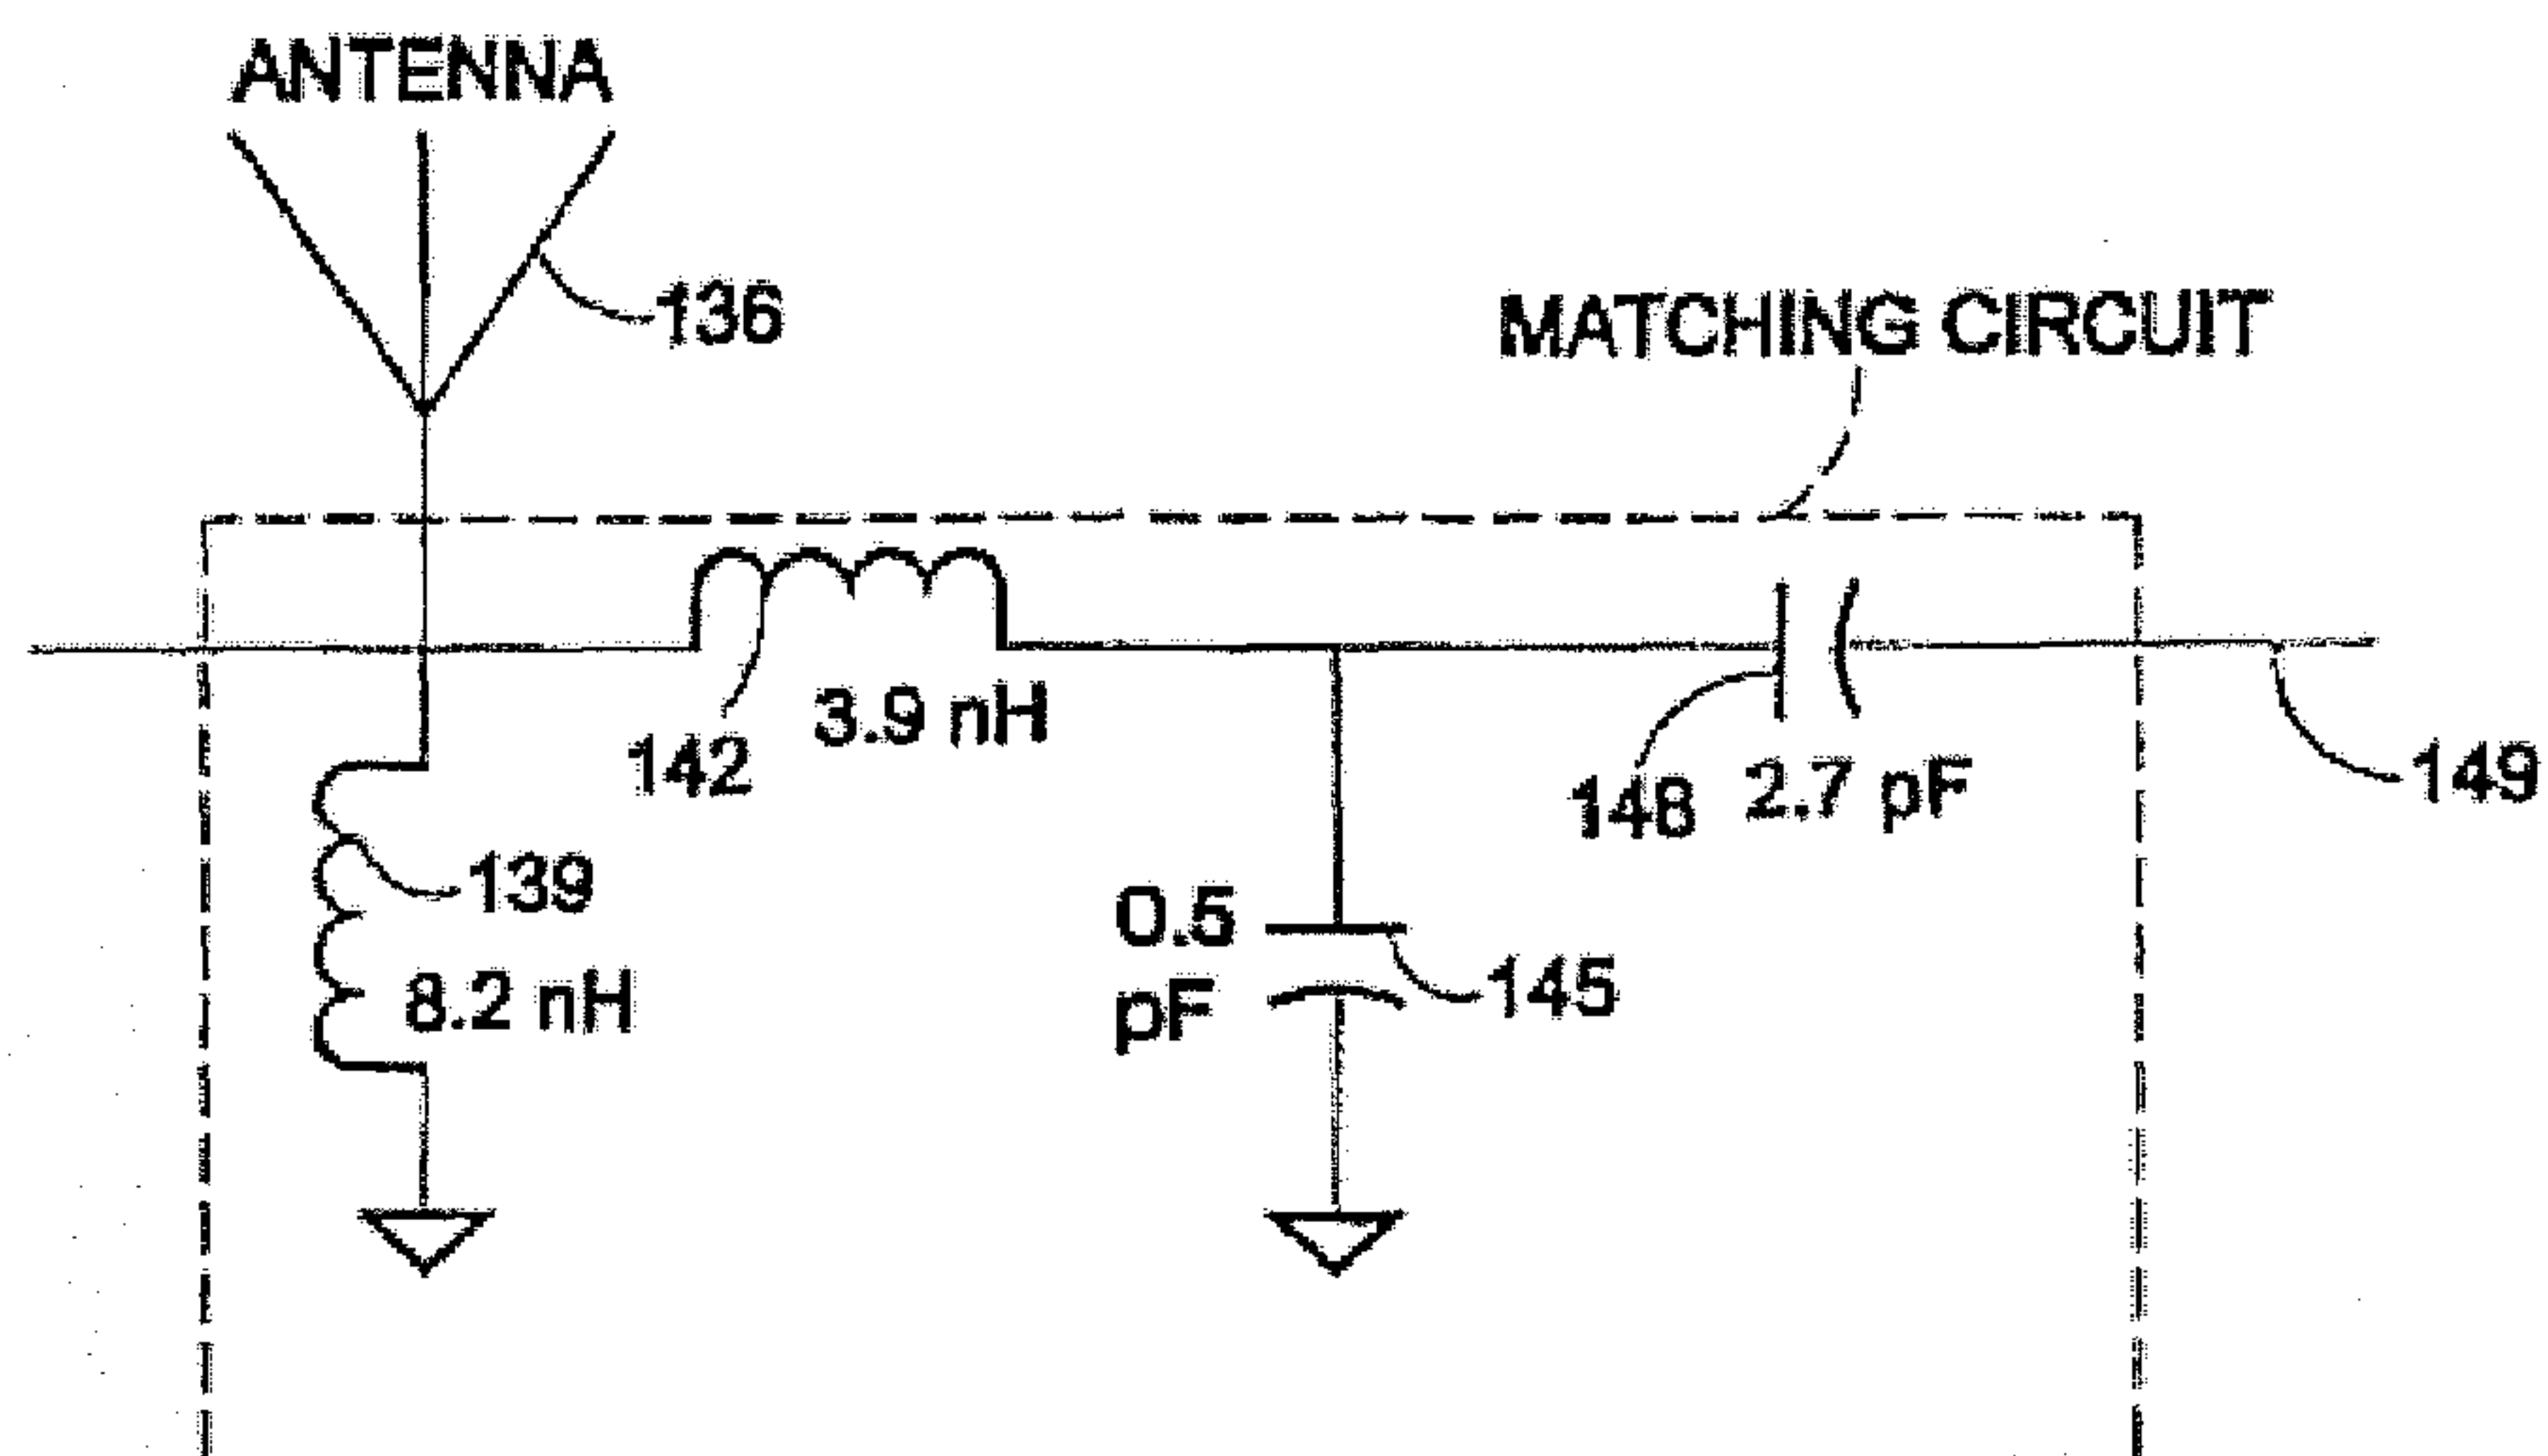 ANTENNA
136
MATCHING CIRCUIT
142
3.9 nH
148
2.7 pF
149
139
8.2 nH
0.5
pF
145